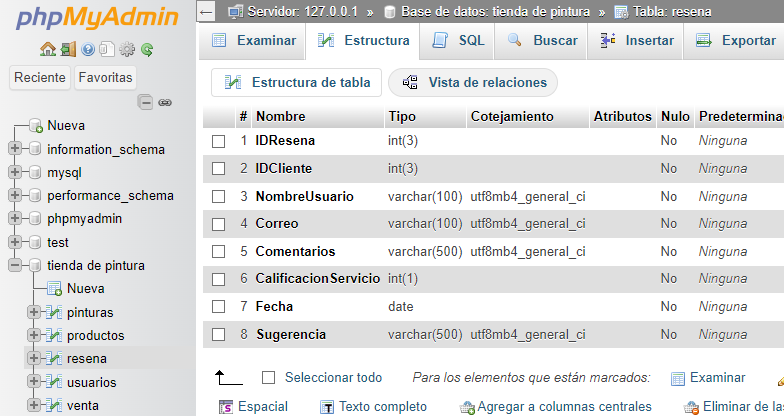 phpMyAdmin
Reciente Favoritas
Nueva
information_schema
mysql
performance_schema
phpmyadmin
test
tienda de pintura
Nueva
pinturas
productos
resena
usuarios
venta
Servidor: 127.0.0.1 » Base de datos: tienda de pintura » Tabla: resena
Examinar Estructura SQL Buscar Insertar Exportar
Estructura de tabla Vista de relaciones
# Nombre Tipo Cotejamiento Atributos Nulo Predetermina
1 IDResena int(3) No Ninguna
2 IDCliente int(3) No Ninguna
3 NombreUsuario varchar(100) utf8mb4_general_ci No Ninguna
4 Correo varchar(100) utf8mb4_general_ci No Ninguna
5 Comentarios varchar(500) utf8mb4_general_ci No Ninguna
6 CalificacionServicio int(1) No Ninguna
7 Fecha date No Ninguna
8 Sugerencia varchar(500) utf8mb4_general_ci No Ninguna
Seleccionar todo Para los elementos que están marcados: Examinar
Espacial Texto completo Agregar a columnas centrales Eliminar de las